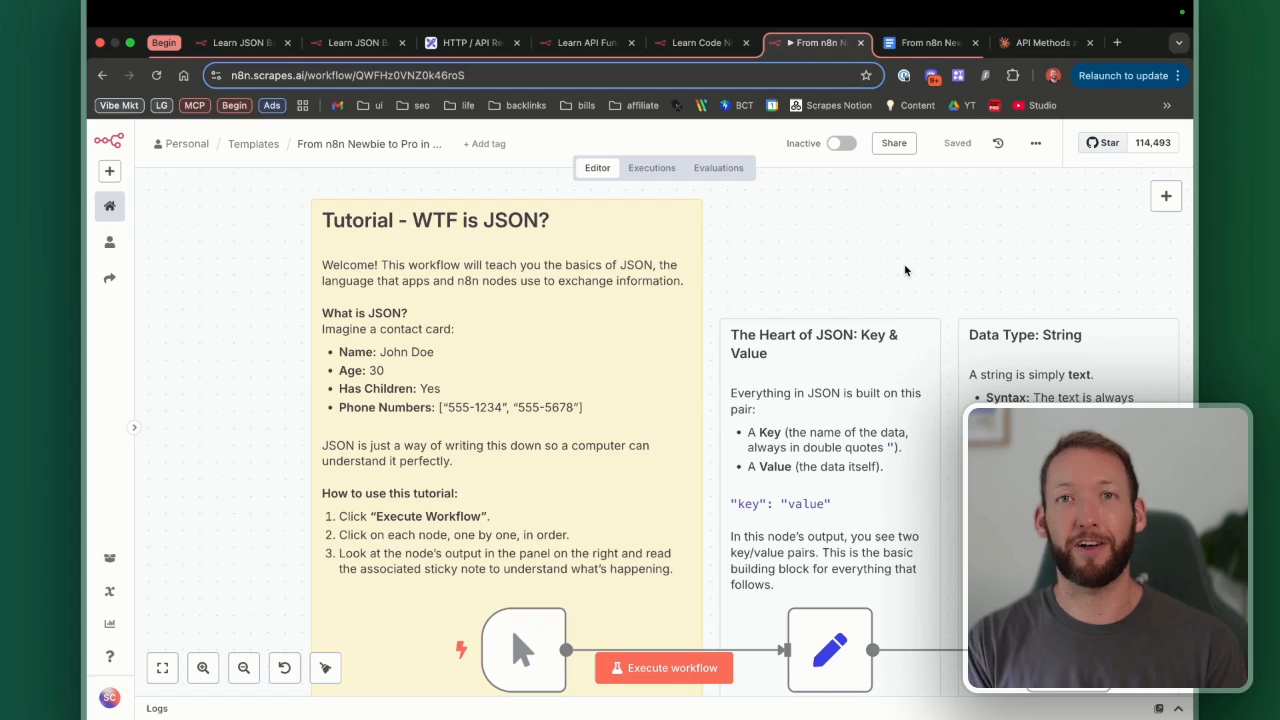 Begin
Learn JSON B
Learn JSON B
HTTP / API Re
Learn API Fun
Learn Code No
From n8n N
From n8n New
API Methods a
n8n.scrapes.ai/workflow/QWFHz0VNZ0k46roS
Relaunch to update
Vibe Mkt
LG
MCP
Begin
Ads
ui
seo
life
backlinks
bills
affiliate
BCT
Scrapes Notion
Content
YT
Studio
Personal / Templates / From n8n Newbie to Pro in ... + Add tag
Inactive
Share
Saved
Star 114,493
Editor
Executions
Evaluations
Tutorial - WTF is JSON?
Welcome! This workflow will teach you the basics of JSON, the
language that apps and n8n nodes use to exchange information.
What is JSON?
Imagine a contact card:
• Name: John Doe
• Age: 30
• Has Children: Yes
• Phone Numbers: [“555-1234”, “555-5678”]
JSON is just a way of writing this down so a computer can
understand it perfectly.
How to use this tutorial:
1. Click “Execute Workflow”.
2. Click on each node, one by one, in order.
3. Look at the node’s output in the panel on the right and read
the associated sticky note to understand what’s happening.
The Heart of JSON: Key &
Value
Everything in JSON is built on this
pair:
• A Key (the name of the data,
always in double quotes ").
• A Value (the data itself).
"key": "value"
In this node’s output, you see two
key/value pairs. This is the basic
building block for everything that
follows.
Data Type: String
A string is simply text.
• Syntax: The text is always
Execute workflow
SC
Logs